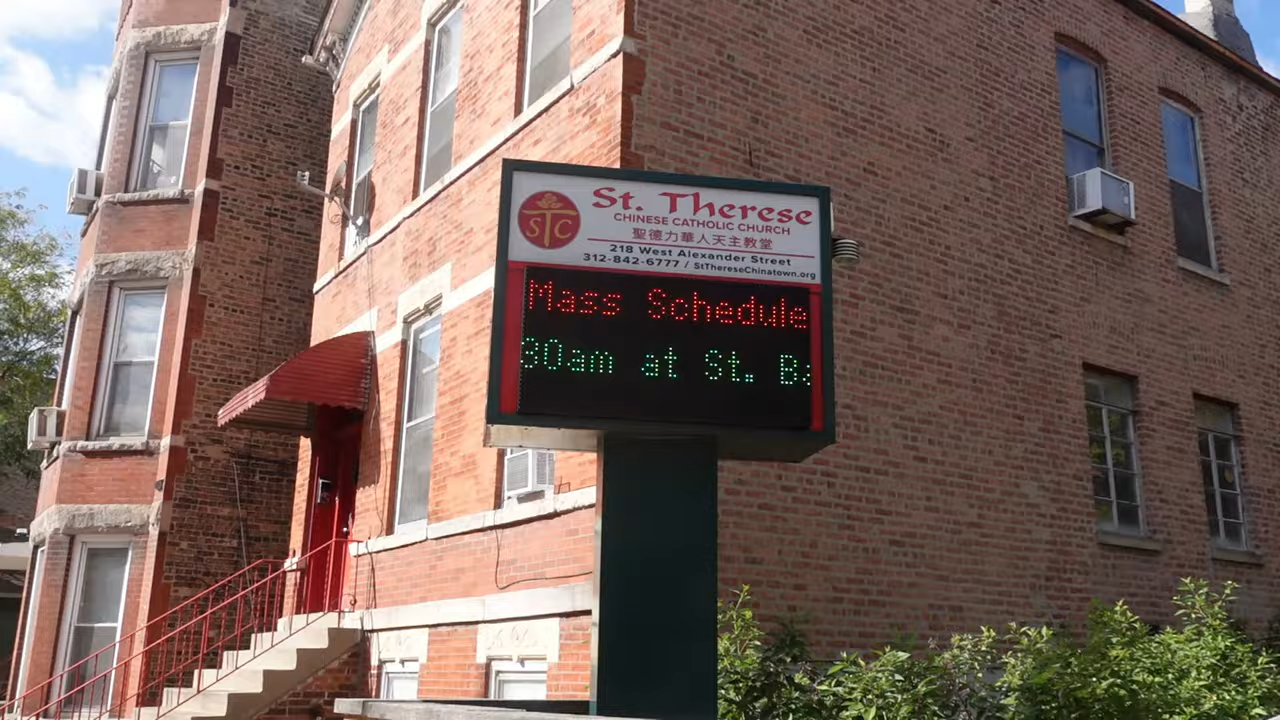 STC
St. Therese
CHINESE CATHOLIC CHURCH
聖德力華人天主教堂
218 West Alexander Street
312-842-6777 / StThereseChinatown.org
Mass Schedule
30am at St. Ba